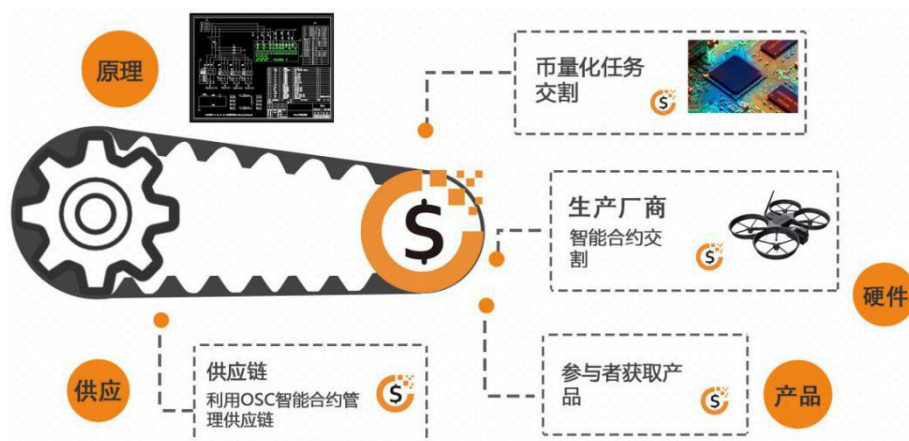 原理
币量化任务
交割
生产厂商
智能合约交
割
硬件
供应
供应链
利用OSC智能合约管
理供应链
参与者获取产
品
产品
$
$
$
$
$